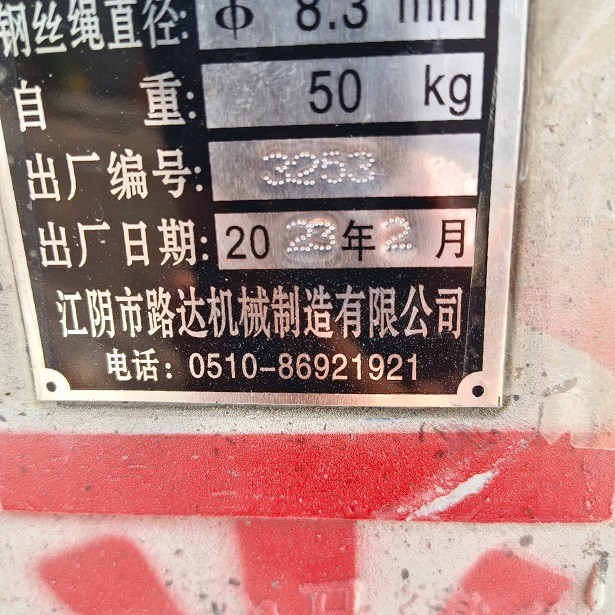 钢丝绳直径: ф 8.3 mm
自 重: 50 kg
出厂编号: 3253
出厂日期: 2023年2月
江阴市路达机械制造有限公司
电话: 0510-86921921